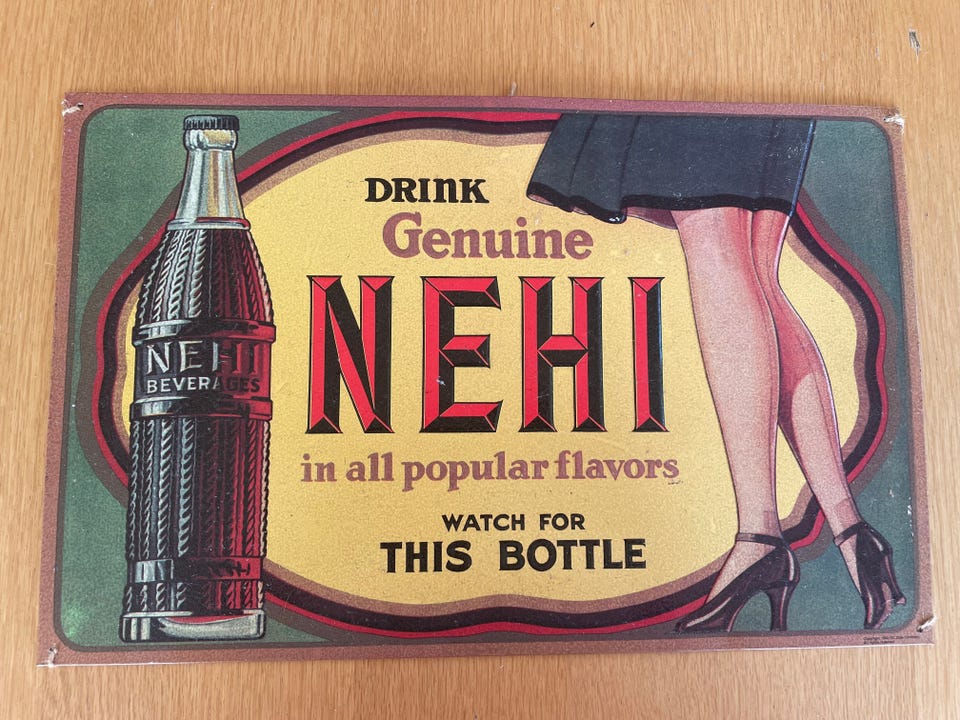 DRINK
Genuine
NEHI
in all popular flavors
WATCH FOR
THIS BOTTLE
NEHI
BEVERAGES